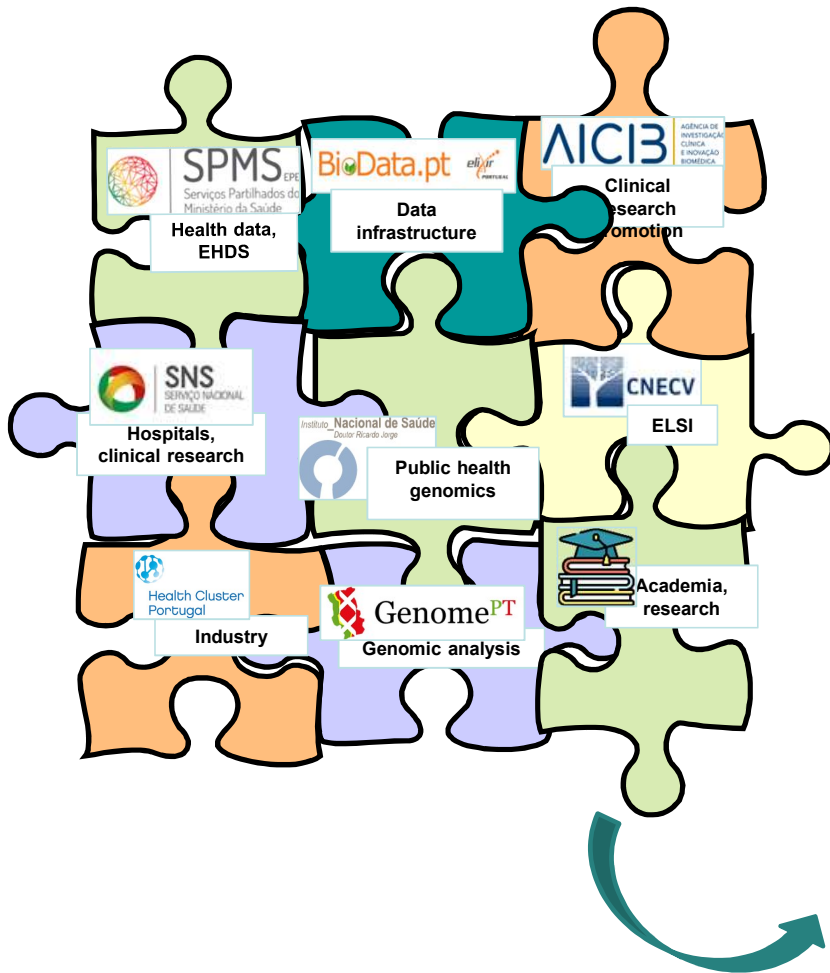 SPMS EPE
Serviços Partilhados do
Ministério da Saúde
Health data,
EHDS
BioData.pt
elixir
PORTUGAL
Data
infrastructure
AICIB
AGÊNCIA DE
INVESTIGAÇÃO
CLÍNICA
E INOVAÇÃO
BIOMÉDICA
Clinical
esearch
romotion
SNS
SERVIÇO NACIONAL
DE SAÚDE
Hospitals,
clinical research
Instituto_Nacional de Saúde
Doutor Ricardo Jorge
Public health
genomics
CNECV
ELSI
Health Cluster
Portugal
Industry
GenomePT
Genomic analysis
Academia,
research